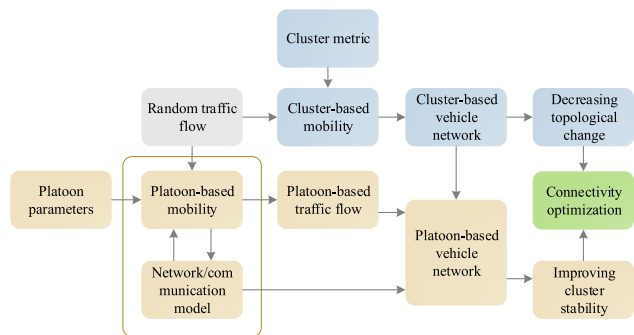 Cluster metric
Random traffic
flow
Cluster-based
mobility
Cluster-based
vehicle
network
Decreasing
topological
change
Platoon
parameters
Platoon-based
mobility
Platoon-based
traffic flow
Connectivity
optimization
Platoon-based
vehicle
network
Network/com
munication
model
Improving
cluster
stability